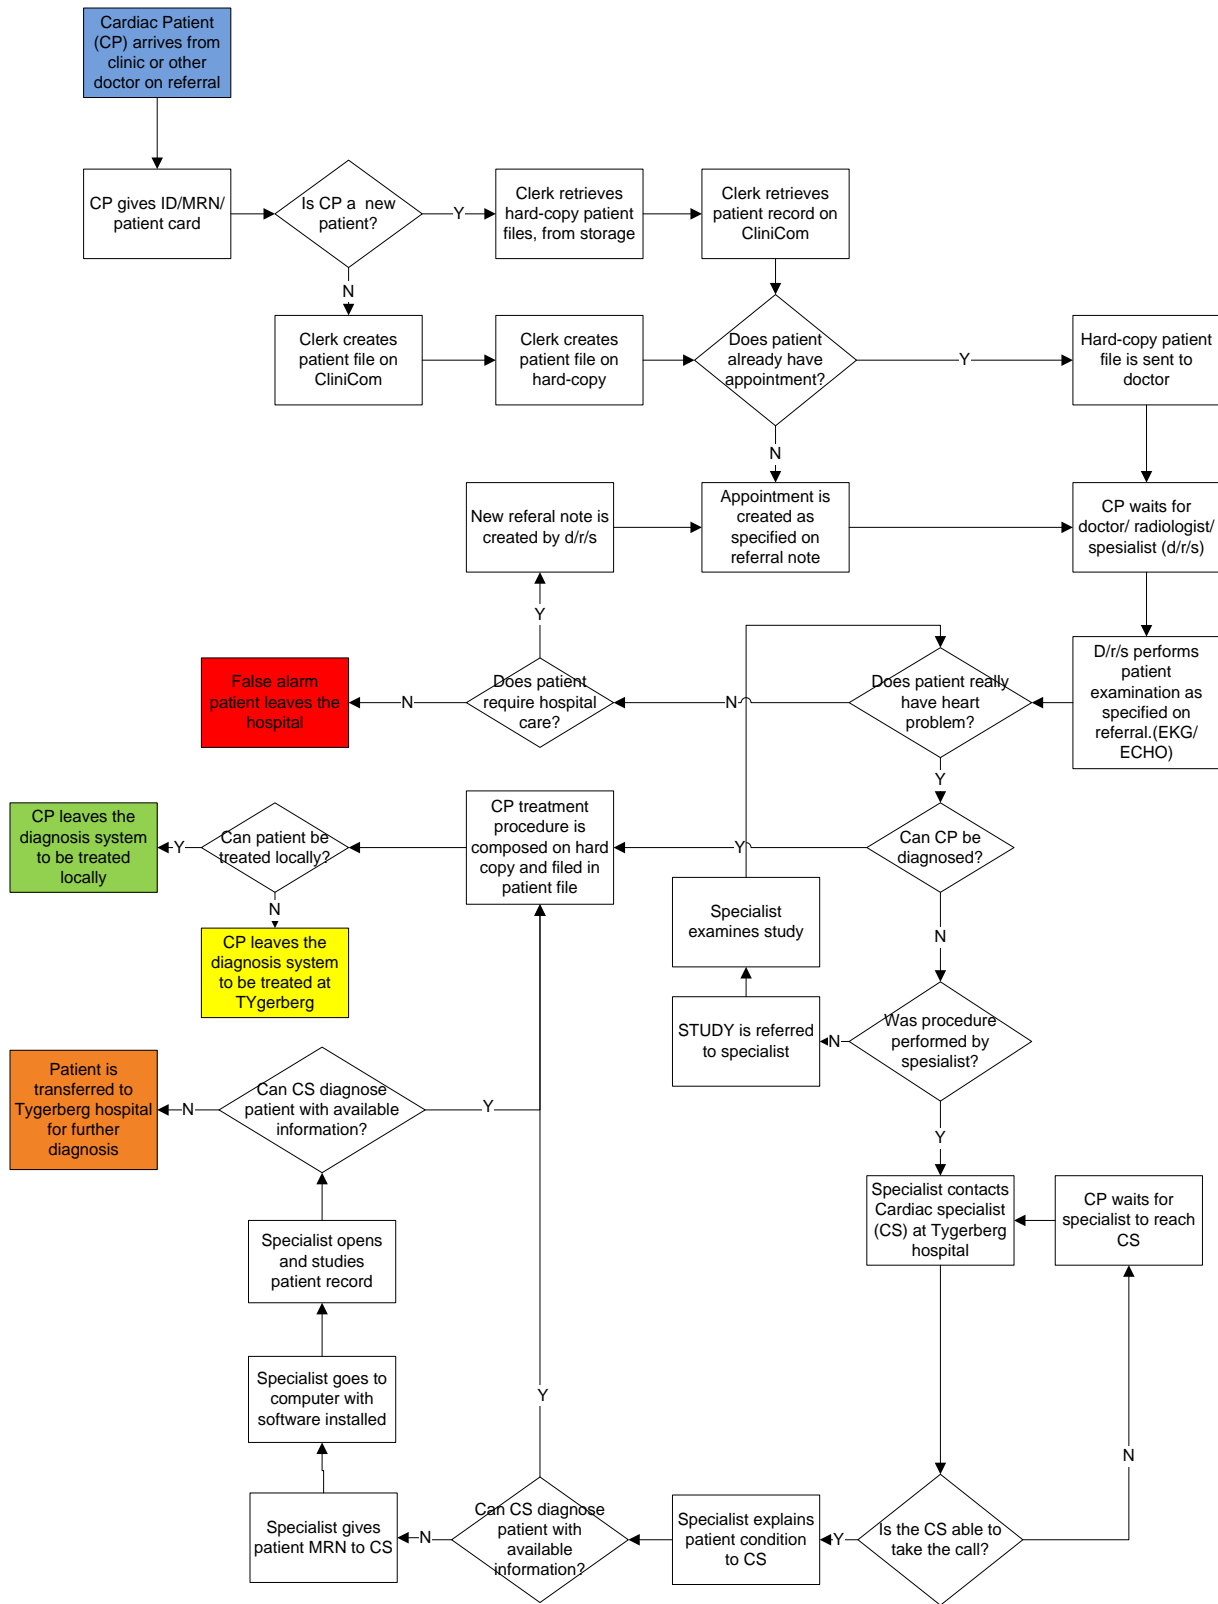 Cardiac Patient
(CP) arrives from
clinic or other
doctor on referral
CP gives ID/MRN/
patient card
Is CP a  new
patient?
Y
Clerk retrieves
hard-copy patient
files, from storage
Clerk retrieves
patient record on
CliniCom
N
Clerk creates
patient file on
CliniCom
Clerk creates
patient file on
hard-copy
Does patient
already have
appointment?
Y
Hard-copy patient
file is sent to
doctor
N
New referal note is
created by d/r/s
Appointment is
created as
specified on
referral note
CP waits for
doctor/ radiologist/
spesialist (d/r/s)
Y
False alarm
patient leaves the
hospital
N
Does patient
require hospital
care?
N
Does patient really
have heart
problem?
D/r/s performs
patient
examination as
specified on
referral.(EKG/
ECHO)
Y
CP leaves the
diagnosis system
to be treated
locally
Y
Can patient be
treated locally?
CP treatment
procedure is
composed on hard
copy and filed in
patient file
Y
Can CP be
diagnosed?
N
CP leaves the
diagnosis system
to be treated at
TYgerberg
Specialist
examines study
N
STUDY is referred
to specialist
N
Was procedure
performed by
spesialist?
Patient is
transferred to
Tygerberg hospital
for further
diagnosis
N
Can CS diagnose
patient with available
information?
Y
Y
Specialist contacts
Cardiac specialist
(CS) at Tygerberg
hospital
CP waits for
specialist to reach
CS
Specialist opens
and studies
patient record
Specialist goes to
computer with
software installed
Y
N
Specialist gives
patient MRN to CS
N
Can CS diagnose
patient with
available
information?
Specialist explains
patient condition
to CS
Y
Is the CS able to
take the call?